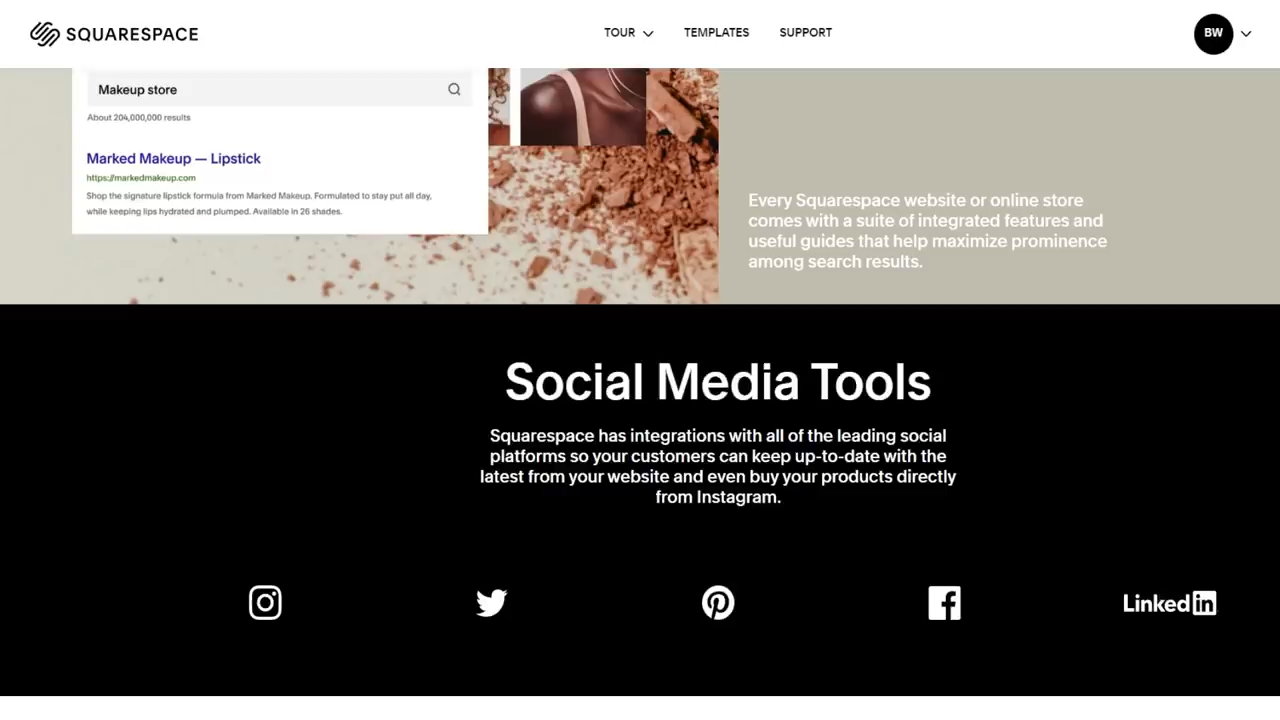 SQUARESPACE
TOUR
TEMPLATES
SUPPORT
BW
Makeup store
About 204,000,000 results
Marked Makeup — Lipstick
https://markedmakeup.com
Shop the signature lipstick formula from Marked Makeup. Formulated to stay put all day,
while keeping lips hydrated and plumped. Available in 26 shades.
Every Squarespace website or online store
comes with a suite of integrated features and
useful guides that help maximize prominence
among search results.
Social Media Tools
Squarespace has integrations with all of the leading social
platforms so your customers can keep up-to-date with the
latest from your website and even buy your products directly
from Instagram.
Linked in